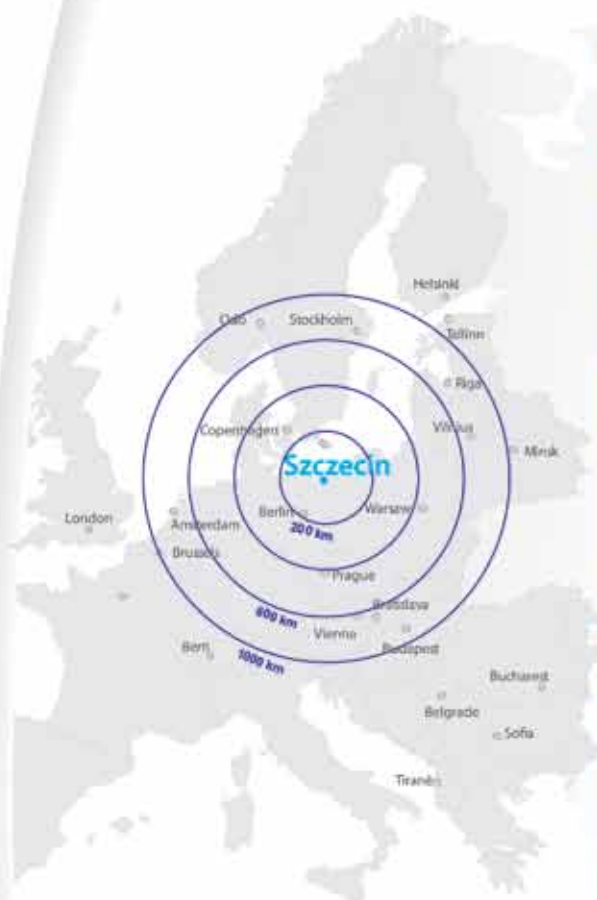 Helsinki
Oslo
Stockholm
Tallinn
Riga
Copenhagen
Vilnius
Minsk
Szczecin
London
Amsterdam
Berlin
Warsaw
200 km
Brussels
Prague
600 km
Bratislava
Vienna
Bern
1000 km
Budapest
Bucharest
Belgrade
Sofia
Tiranë